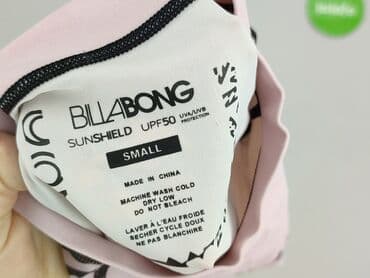 BILLABONG
SUNSHIELD UPF50 UVA/UVB PROTECTION
SMALL
MADE IN CHINA
MACHINE WASH COLD
DRY LOW
DO NOT BLEACH
LAVER À L'EAU FROIDE
SECHER CYCLE DOUX
NE PAS BLANCHIRE